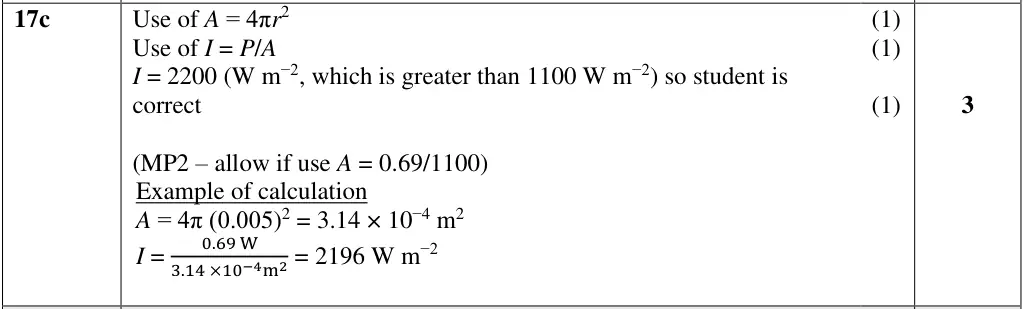 17c Use of A = 4πr² (1)
Use of I = P/A (1)
I = 2200 (W m⁻², which is greater than 1100 W m⁻²) so student is
correct (1) 3
(MP2 – allow if use A = 0.69/1100)
Example of calculation
A = 4π (0.005)² = 3.14 × 10⁻⁴ m²
I = 0.69 W / 3.14 ×10⁻⁴m² = 2196 W m⁻²